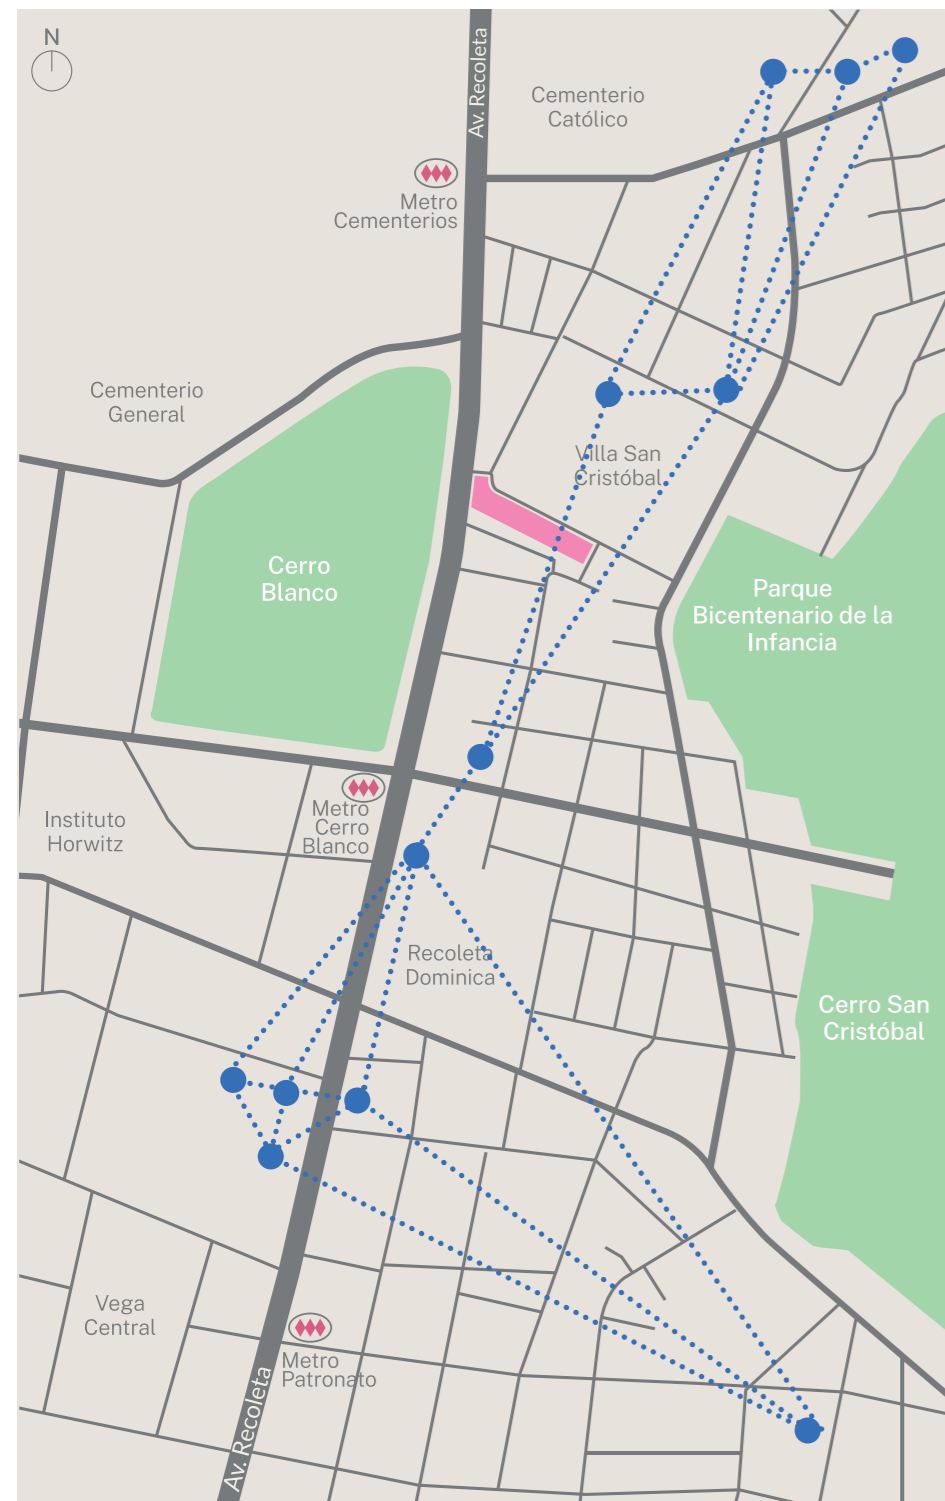 N
Av. Recoleta
Cementerio
Católico
Metro
Cementerios
Cementerio
General
Villa San
Cristóbal
Cerro
Blanco
Parque
Bicentenario de la
Infancia
Metro
Cerro
Blanco
Instituto
Horwitz
Recoleta
Dominica
Cerro San
Cristóbal
Vega
Central
Metro
Patronato
Av. Recoleta